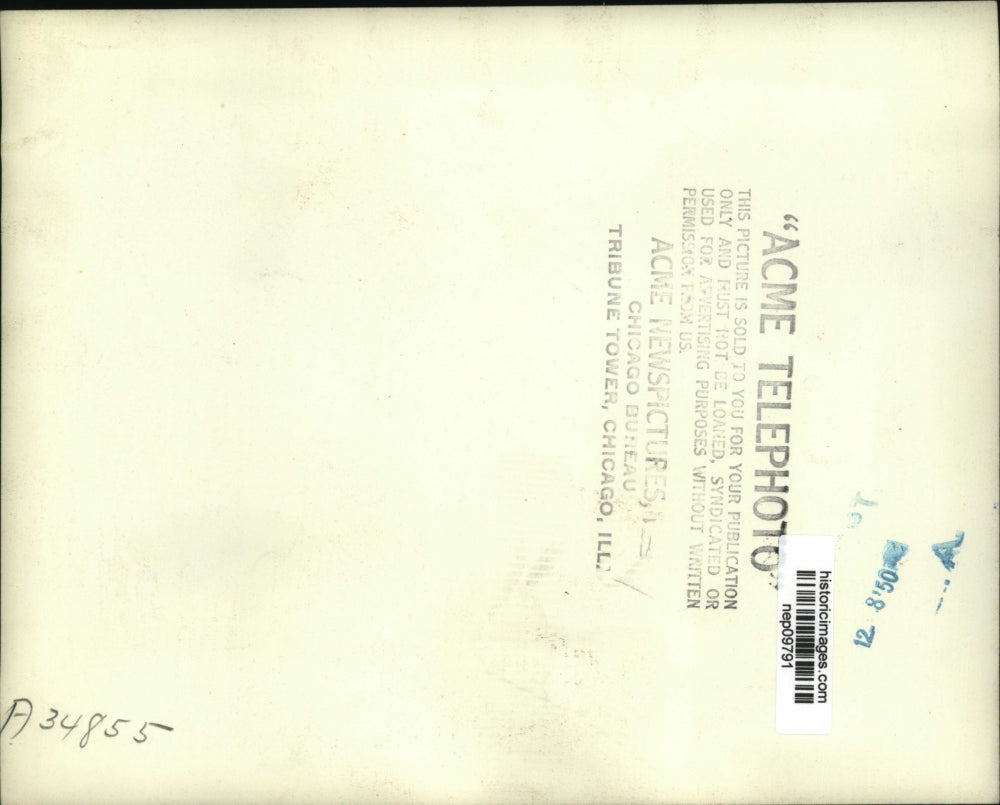 "ACME TELEPHOTO"
THIS PICTURE IS SOLD TO YOU FOR YOUR PUBLICATION
ONLY AND MUST NOT BE LOANED, SYNDICATED OR
USED FOR ADVERTISING PURPOSES WITHOUT WRITTEN
PERMISSION FROM US.
ACME NEWSPICTURES,
CHICAGO BUREAU
TRIBUNE TOWER, CHICAGO, ILL.
historicimages.com
nep09791
12 8'50
A34855